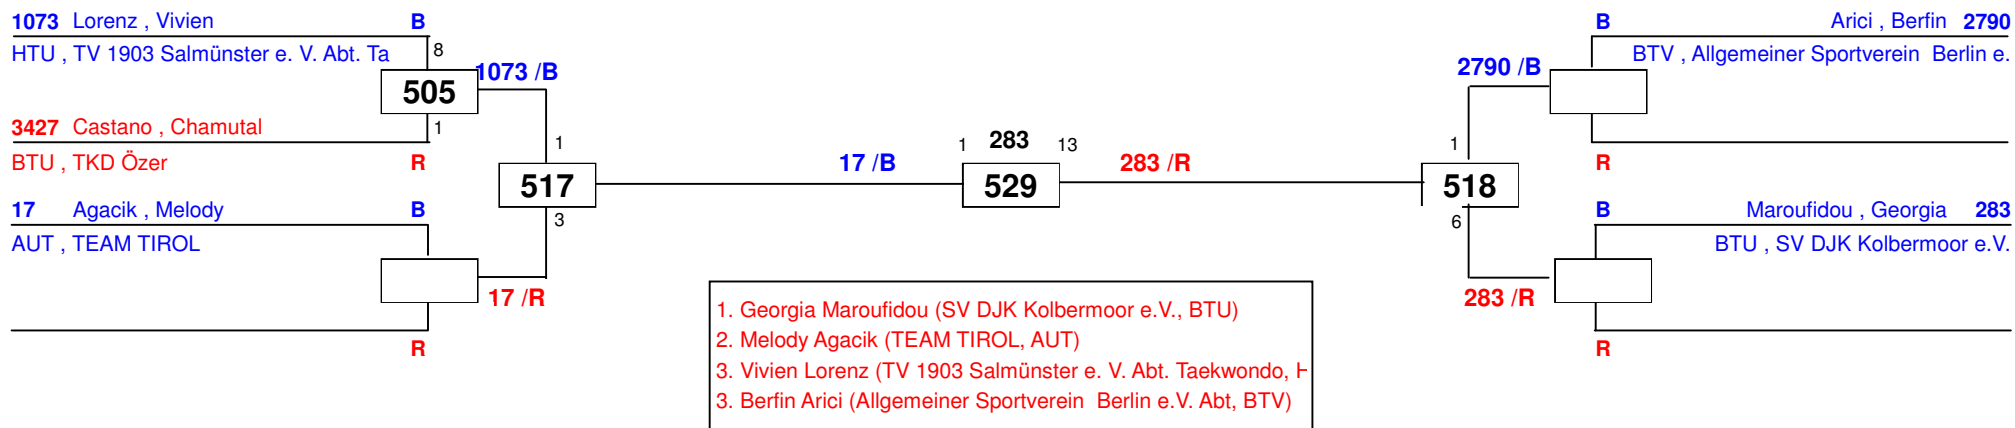 1073 Lorenz , Vivien B
HTU , TV 1903 Salmünster e. V. Abt. Ta
8
505
1073 /B
3427 Castano , Chamutal
1
BTU , TKD Özer R
1
517
3
17 Agacik , Melody B
AUT , TEAM TIROL
17 /R
R
17 /B
1 283 13
529
283 /R
B Arici , Berfin 2790
BTV , Allgemeiner Sportverein  Berlin e.
2790 /B
R
1
518
6
B Maroufidou , Georgia 283
BTU , SV DJK Kolbermoor e.V.
283 /R
R
1. Georgia Maroufidou (SV DJK Kolbermoor e.V., BTU)
2. Melody Agacik (TEAM TIROL, AUT)
3. Vivien Lorenz (TV 1903 Salmünster e. V. Abt. Taekwondo,
3. Berfin Arici (Allgemeiner Sportverein  Berlin e.V. Abt, BTV)